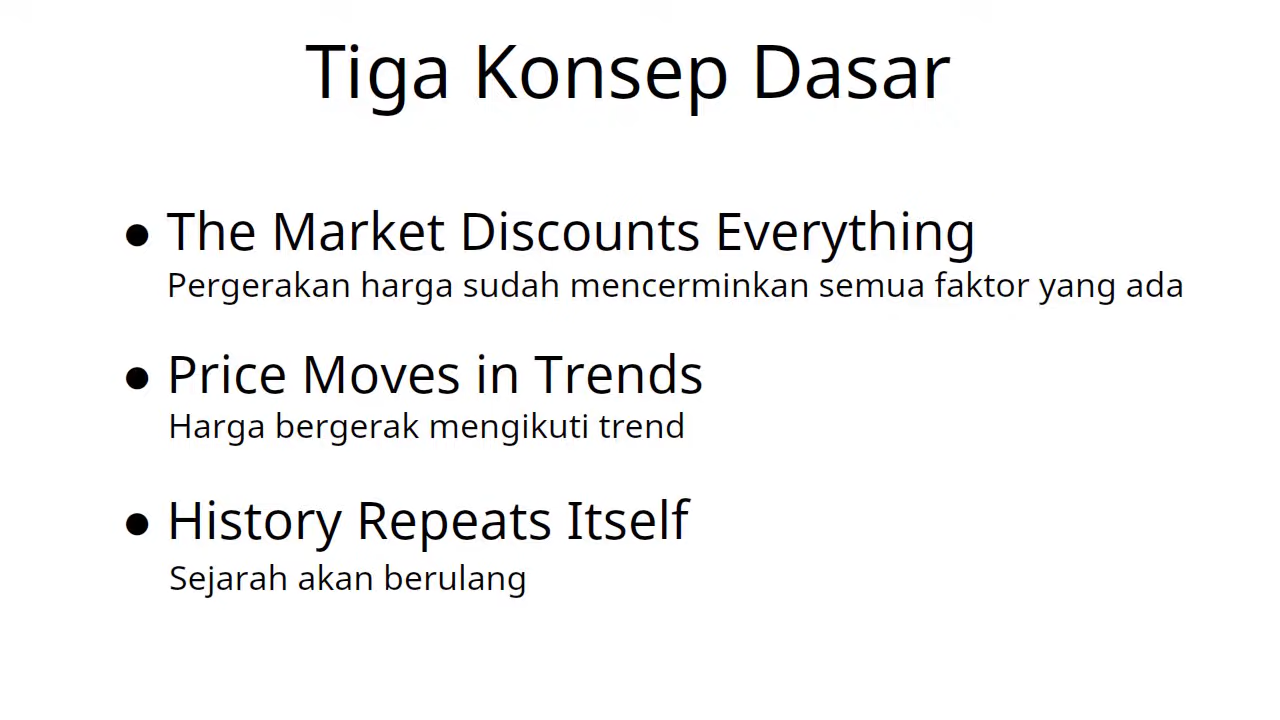 Tiga Konsep Dasar
● The Market Discounts Everything
Pergerakan harga sudah mencerminkan semua faktor yang ada
● Price Moves in Trends
Harga bergerak mengikuti trend
● History Repeats Itself
Sejarah akan berulang